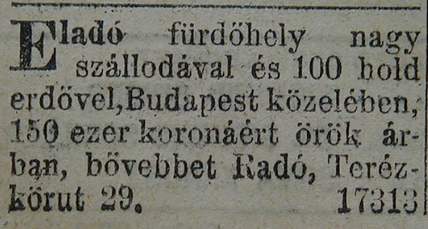 Eladó fürdőhely nagy
szállodával és 100 hold
erdővel, Budapest közelében,
150 ezer koronáért örök ár-
ban, bővebbet Radó, Teréz-
körut 29. 17313